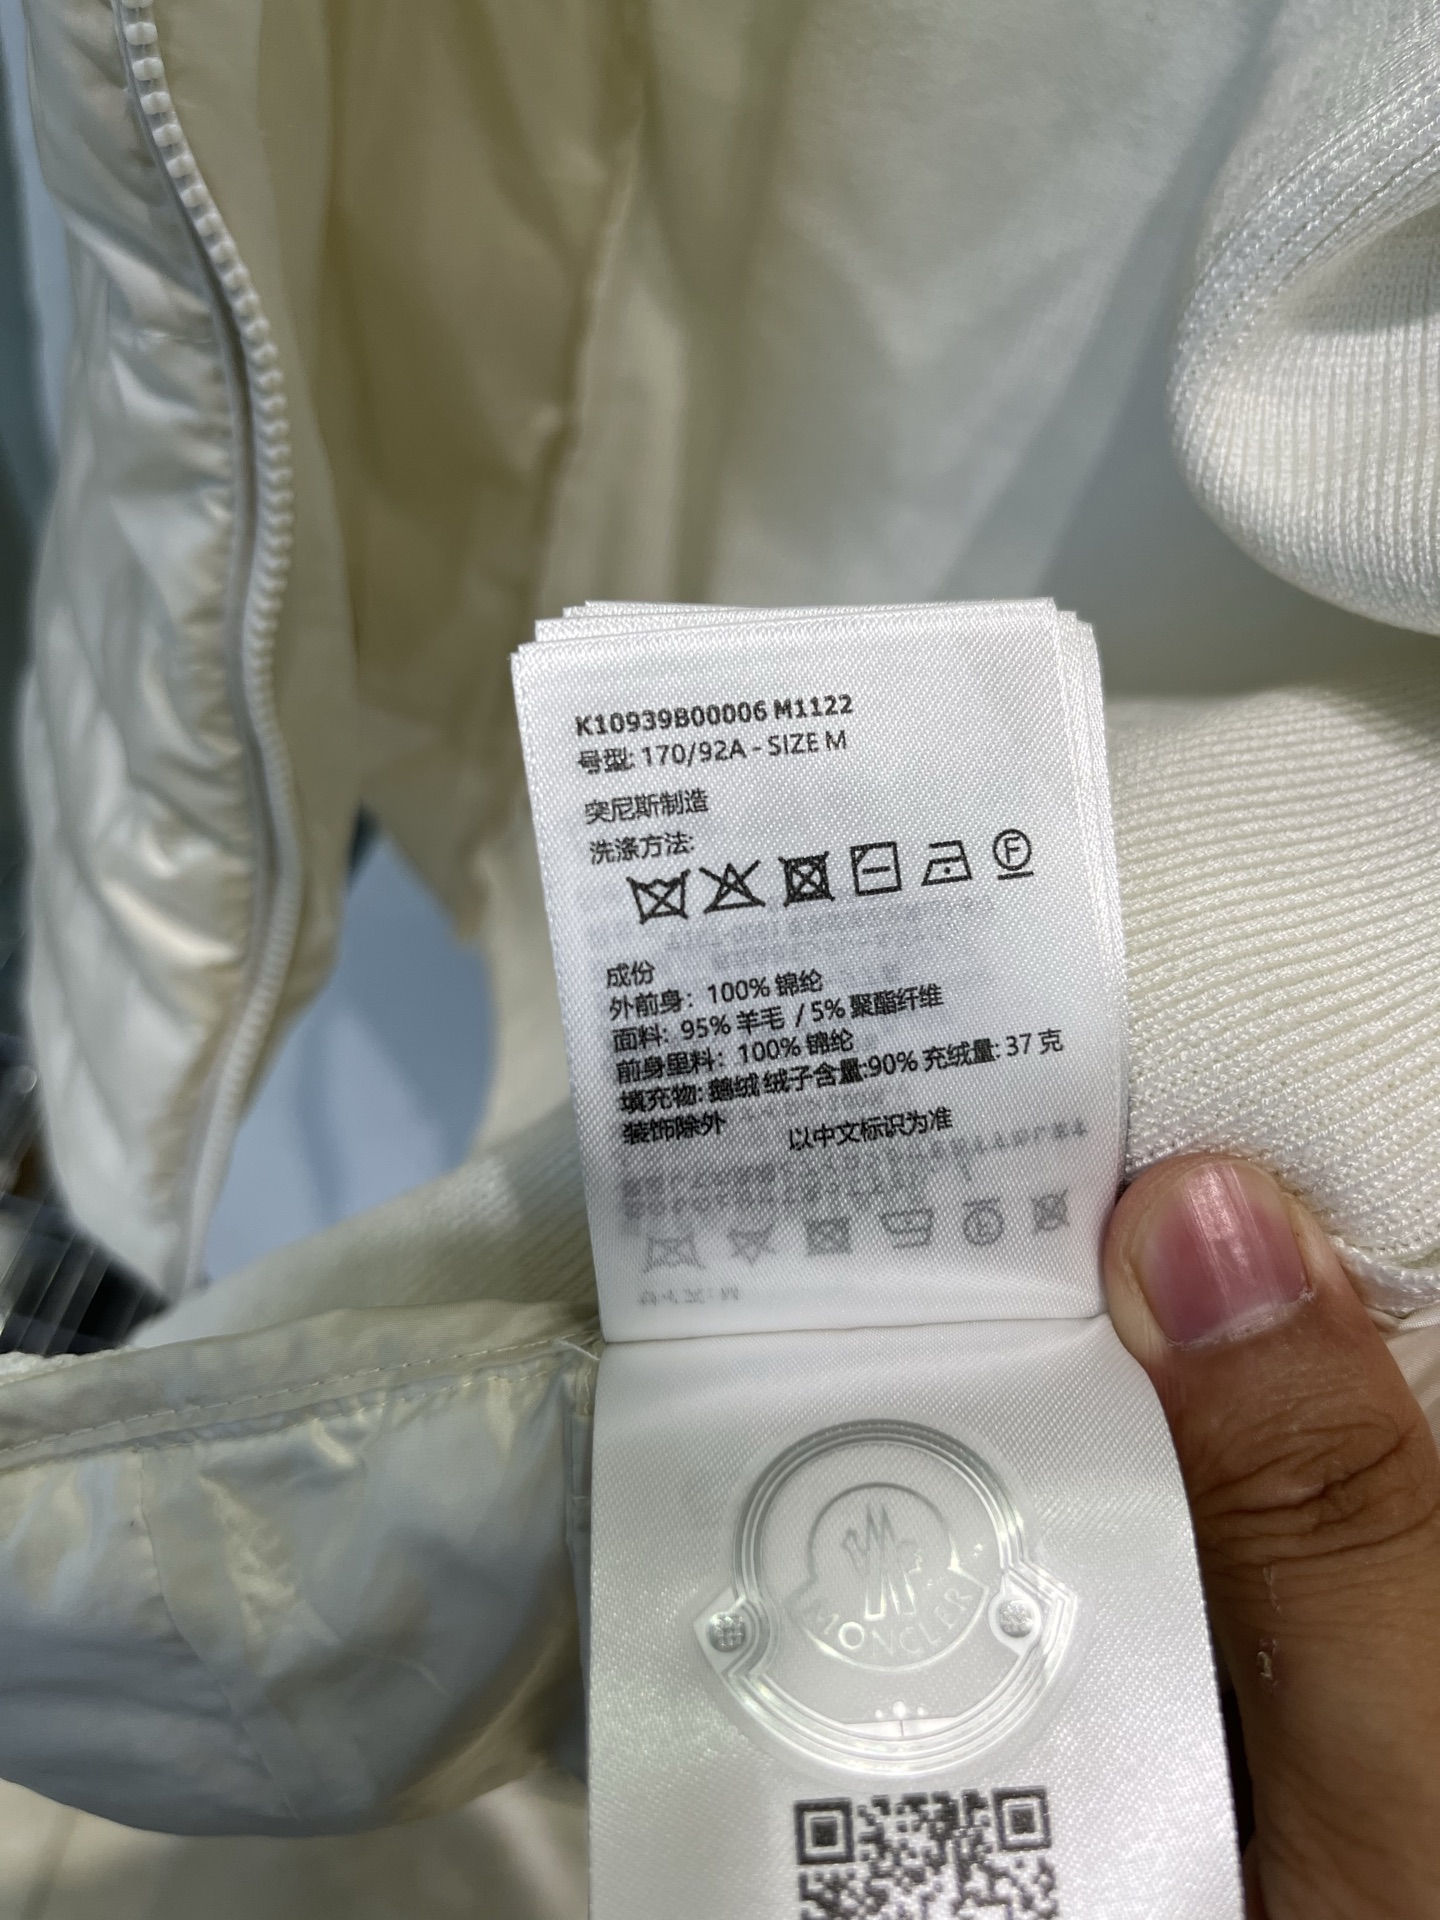 K10939B00006 M1122
号型: 170/92A - SIZE M
突尼斯制造
洗涤方法:
F
成份
外前身: 100% 锦纶
面料: 95% 羊毛 / 5% 聚酯纤维
前身里料: 100% 锦纶
填充物: 鹅绒 绒子含量:90% 充绒量: 37 克
装饰除外 以中文标识为准
MONCLER